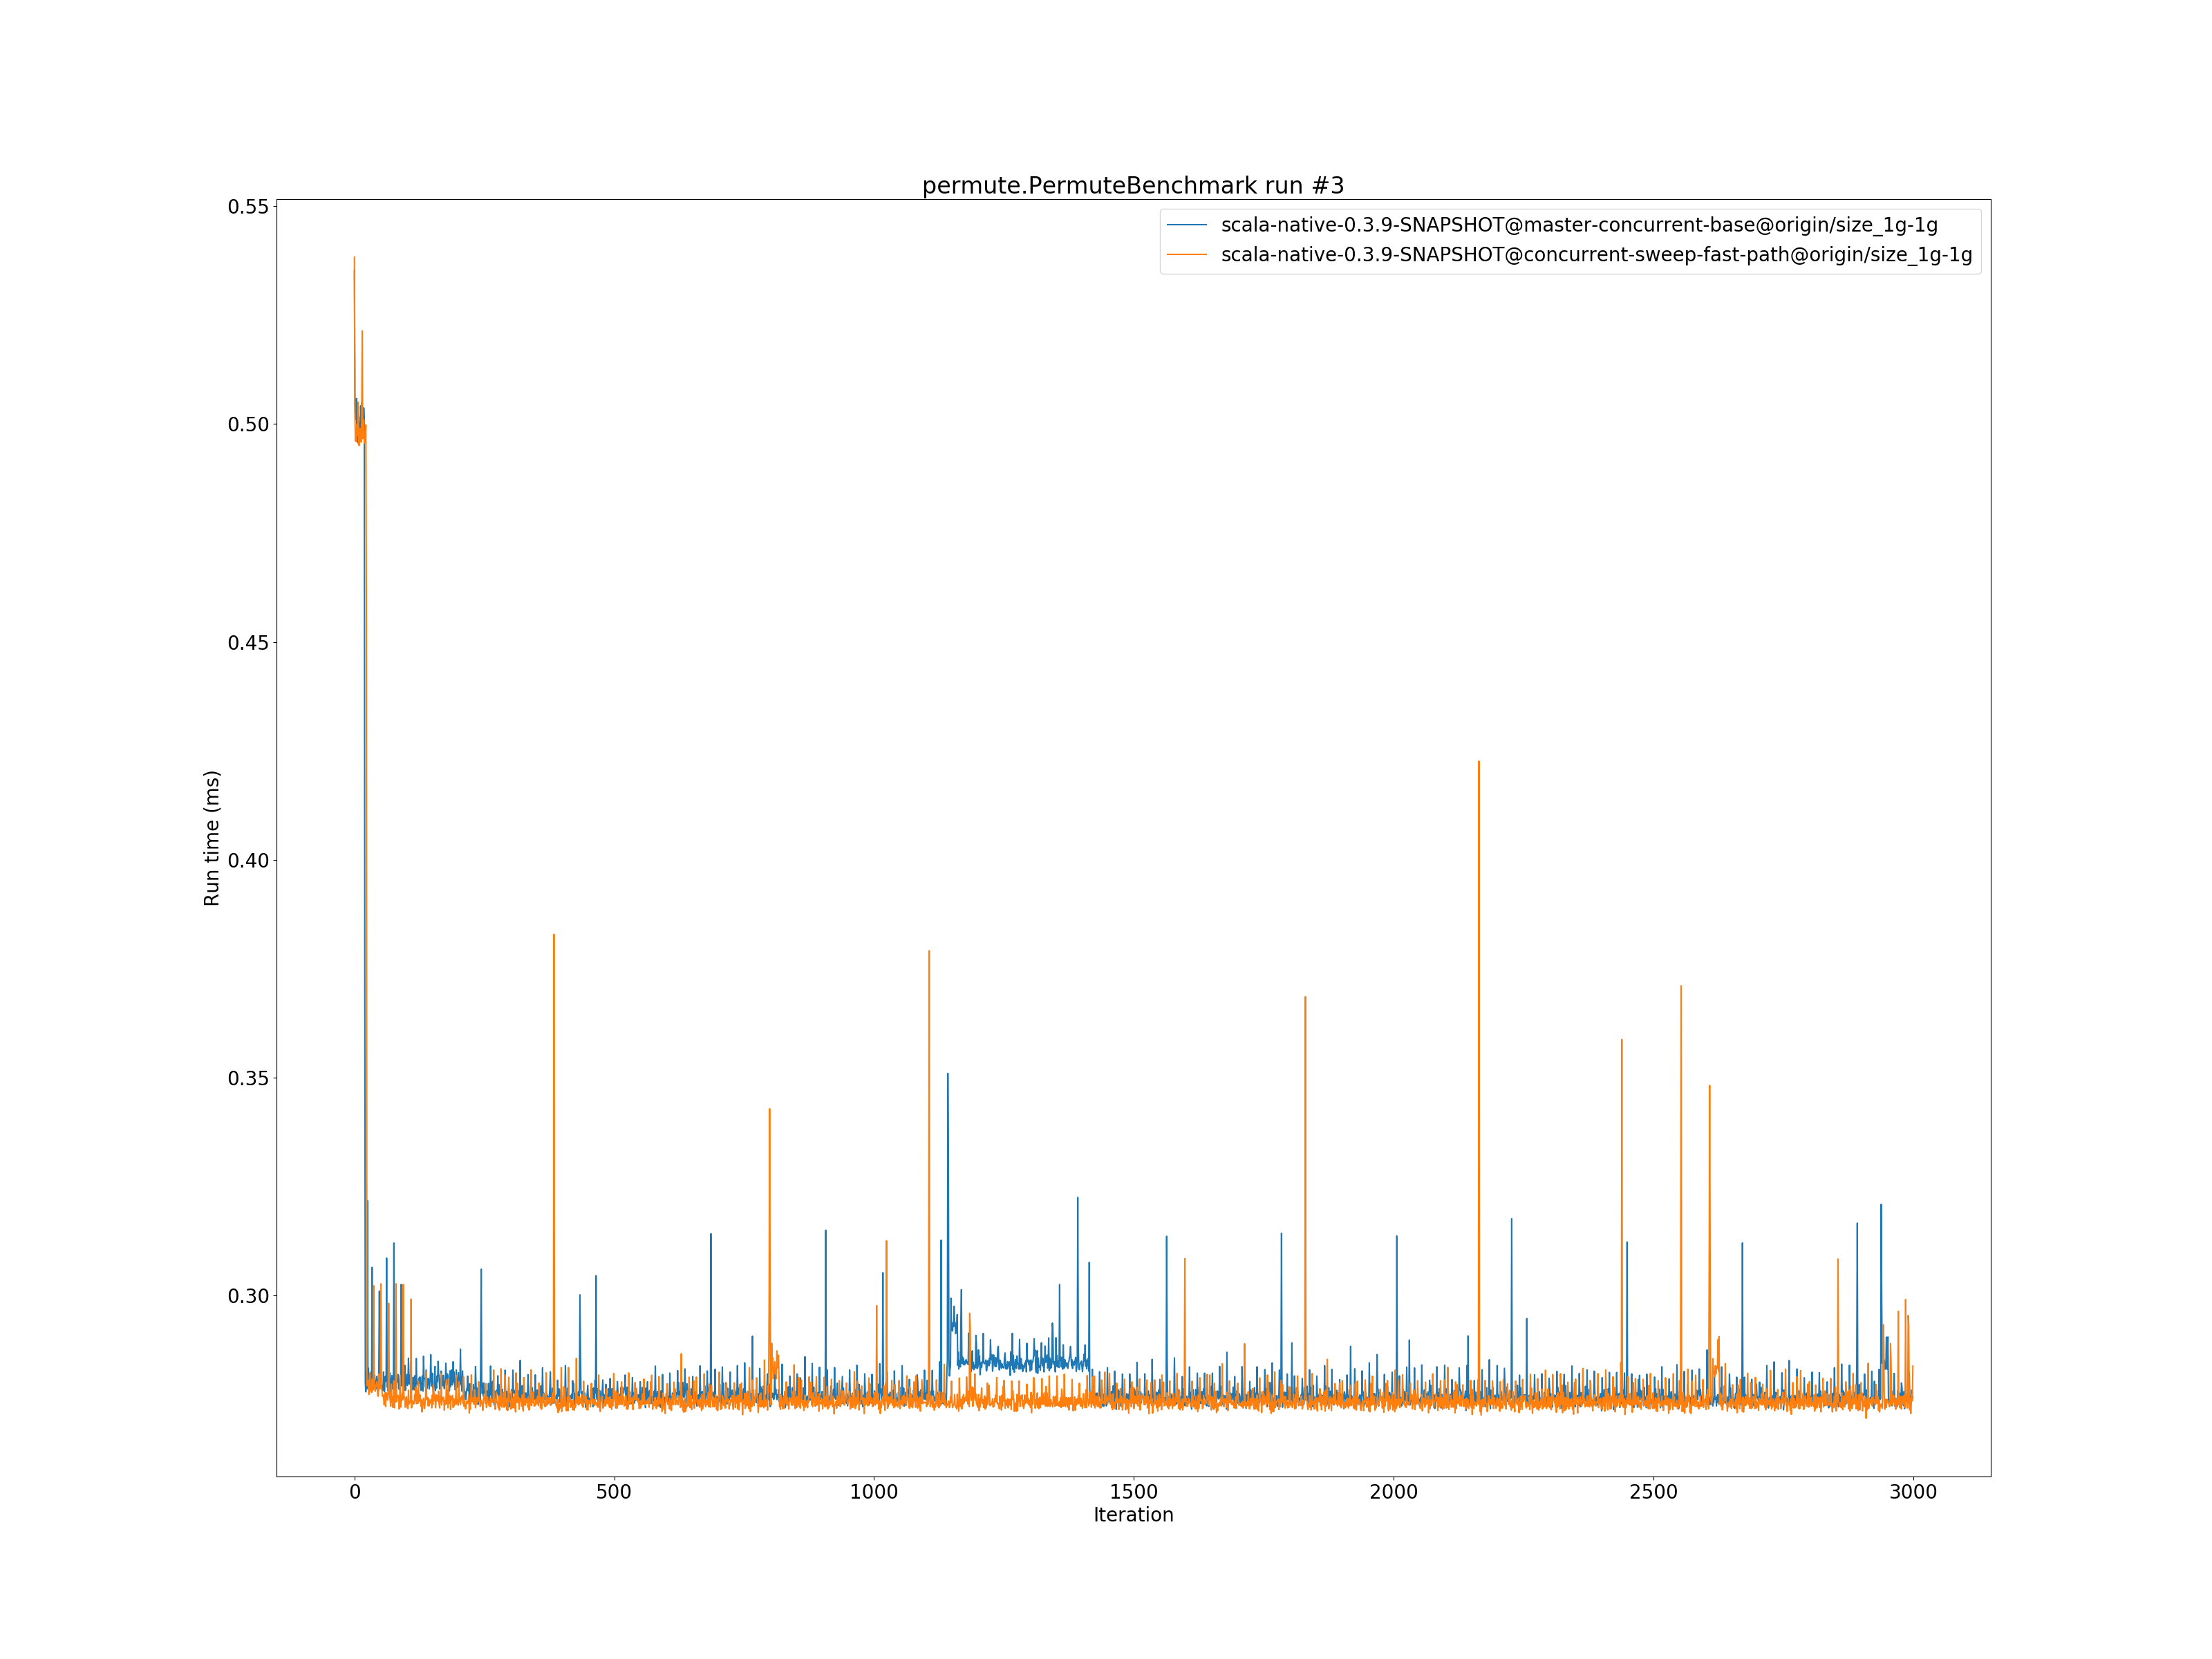 permute.PermuteBenchmark run #3
scala-native-0.3.9-SNAPSHOT@master-concurrent-base@origin/size_1g-1g
scala-native-0.3.9-SNAPSHOT@concurrent-sweep-fast-path@origin/size_1g-1g
Run time (ms)
0.55
0.50
0.45
0.40
0.35
0.30
0 500 1000 1500 2000 2500 3000
Iteration